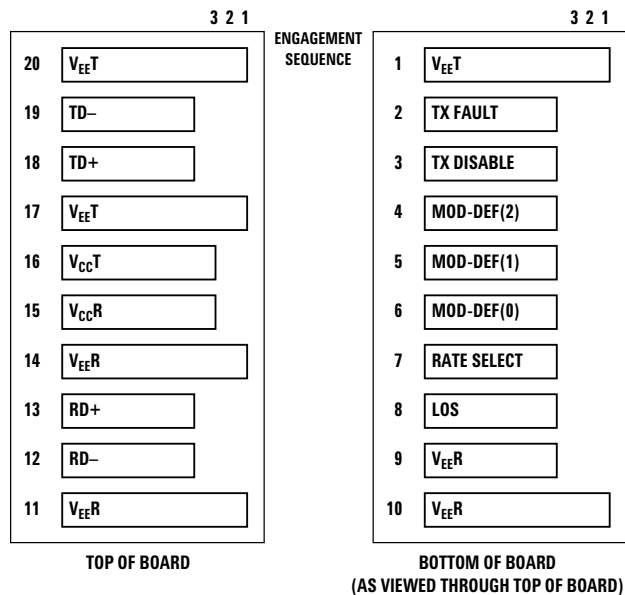 3 2 1
20 VEET
19 TD–
18 TD+
17 VEET
16 VCCT
15 VCCR
14 VEER
13 RD+
12 RD–
11 VEER
TOP OF BOARD
ENGAGEMENT
SEQUENCE
3 2 1
1 VEET
2 TX FAULT
3 TX DISABLE
4 MOD-DEF(2)
5 MOD-DEF(1)
6 MOD-DEF(0)
7 RATE SELECT
8 LOS
9 VEER
10 VEER
BOTTOM OF BOARD
(AS VIEWED THROUGH TOP OF BOARD)